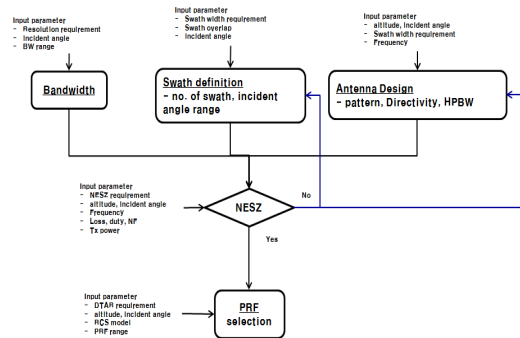 Input parameter
- Resolution requirement
- Incident angle
- BW range
Input parameter
- Swath width requirement
- Swath overlap
- Incident angle
Input parameter
- altitude, Incident angle
- Swath width requirement
- Frequency
Bandwidth
Swath definition
- no. of swath, incident
angle range
Antenna Design
- pattern, Directivity, HPBW
Input parameter
- NESZ requirement
- altitude, Incident angle
- Frequency
- Loss, duty, NF
- Tx power
NESZ
No
Yes
Input parameter
- DTAR requirement
- altitude, Incident angle
- RCS model
- PRF range
PRF
selection